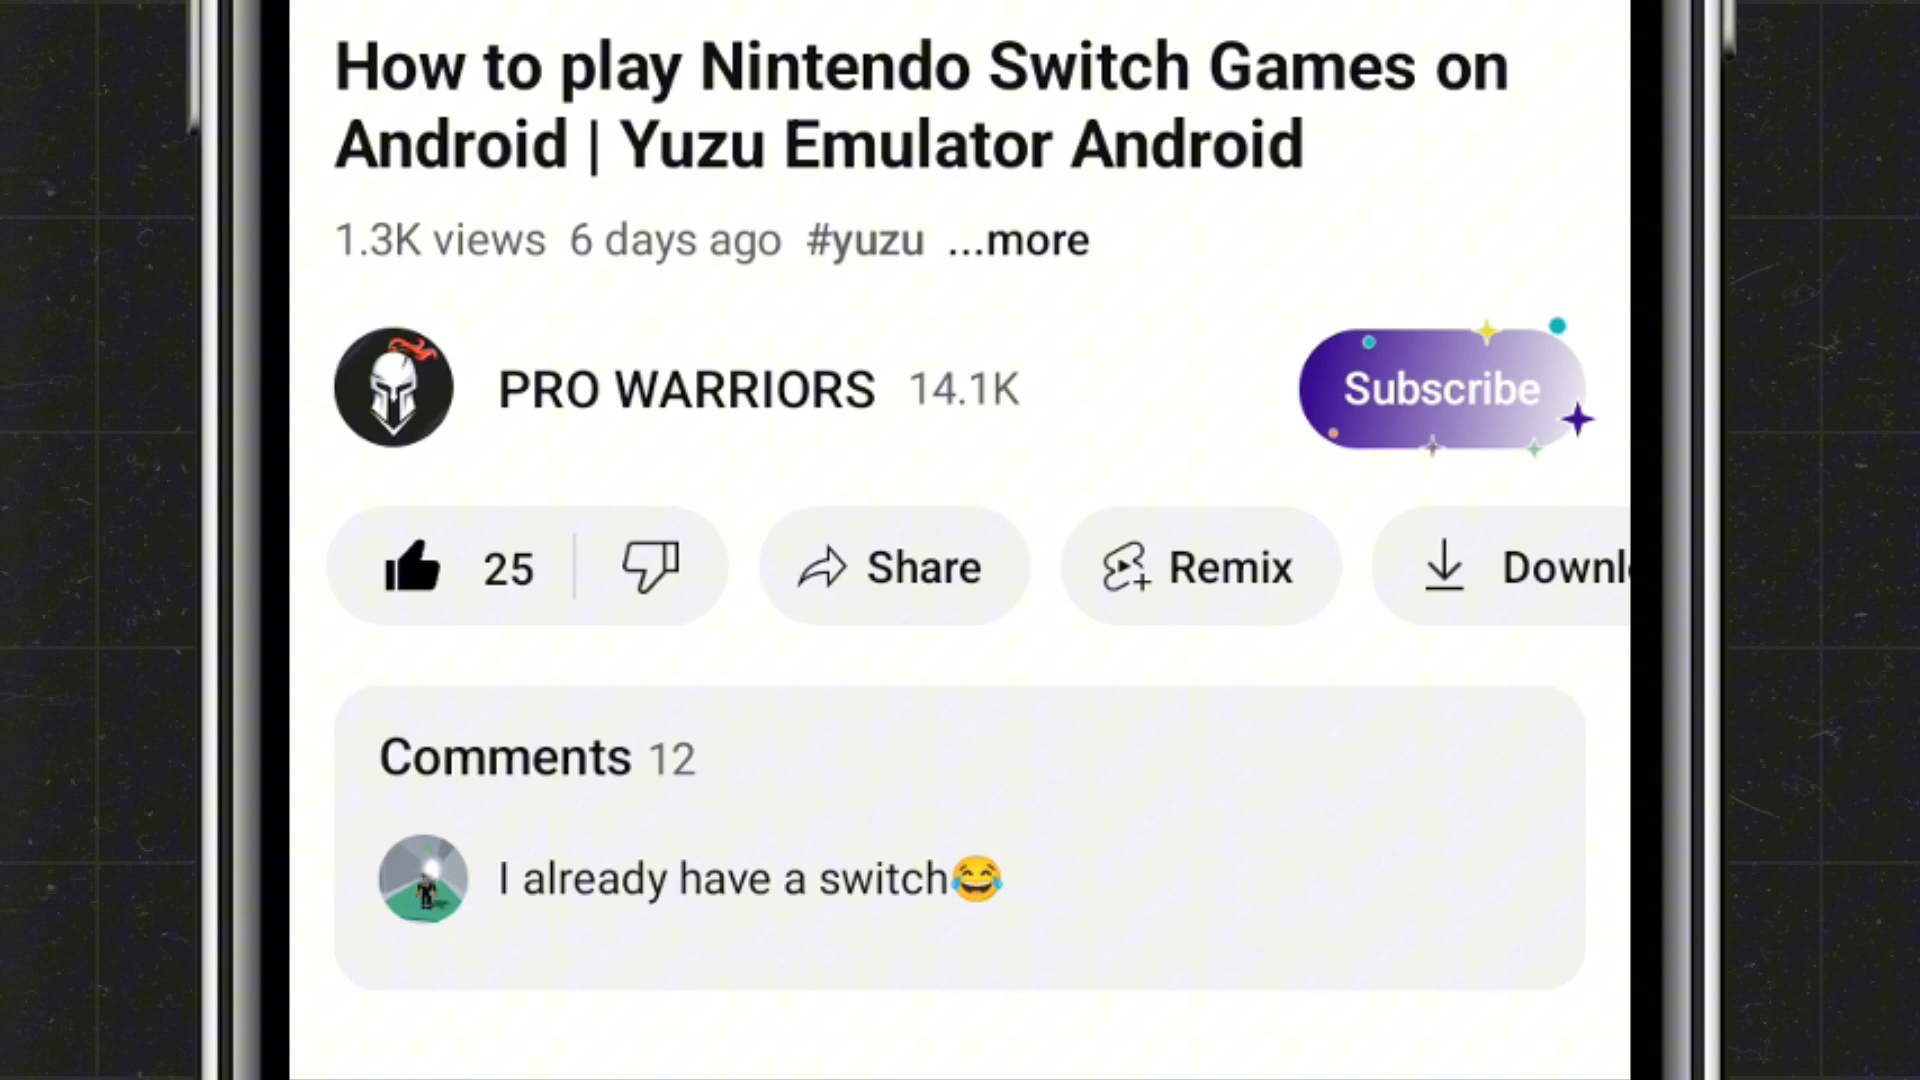 How to play Nintendo Switch Games on
Android | Yuzu Emulator Android
1.3K views 6 days ago #yuzu ...more
PRO WARRIORS 14.1K
Subscribe
25
Share
Remix
Downl
Comments 12
I already have a switch😂